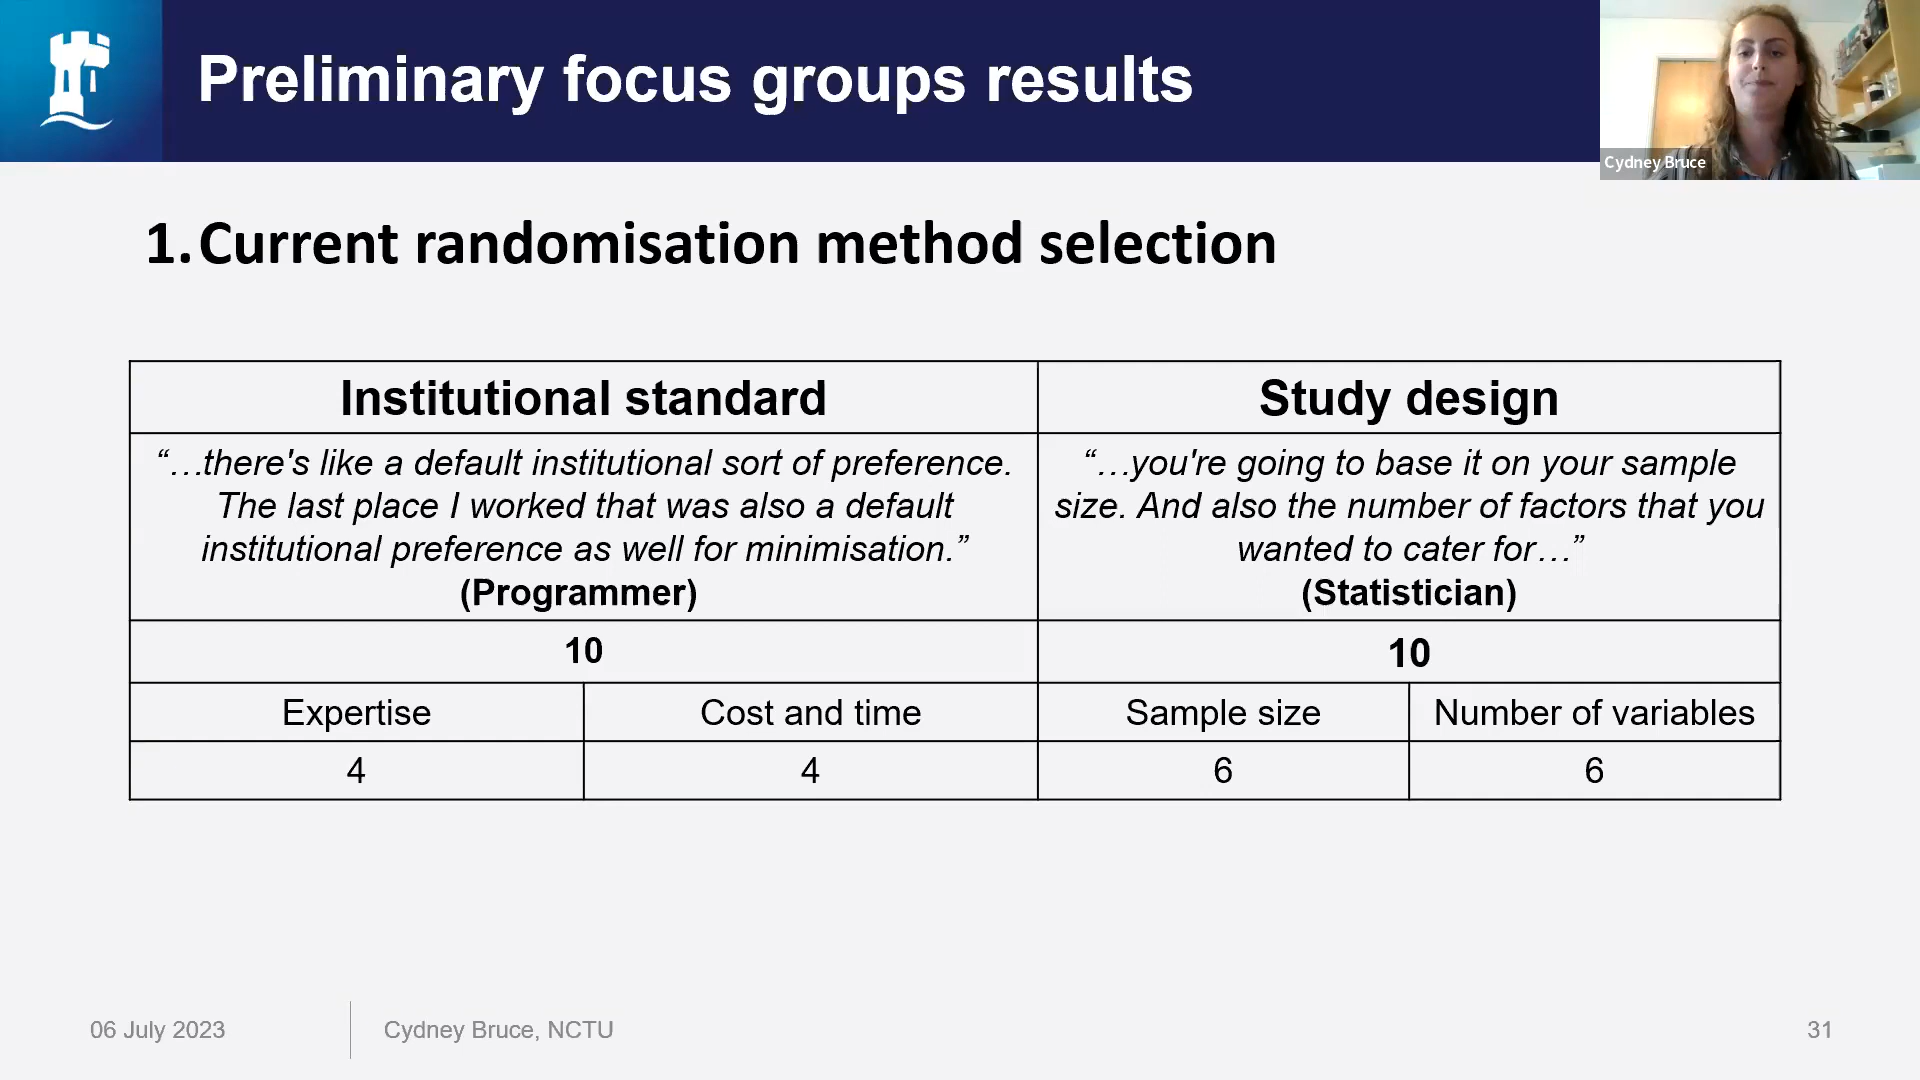 Preliminary focus groups results
Cydney Bruce
1. Current randomisation method selection
Institutional standard
Study design
“…there's like a default institutional sort of preference.
The last place I worked that was also a default
institutional preference as well for minimisation.”
(Programmer)
“…you're going to base it on your sample
size. And also the number of factors that you
wanted to cater for…”
(Statistician)
10
10
Expertise
Cost and time
Sample size
Number of variables
4
4
6
6
06 July 2023
Cydney Bruce, NCTU
31